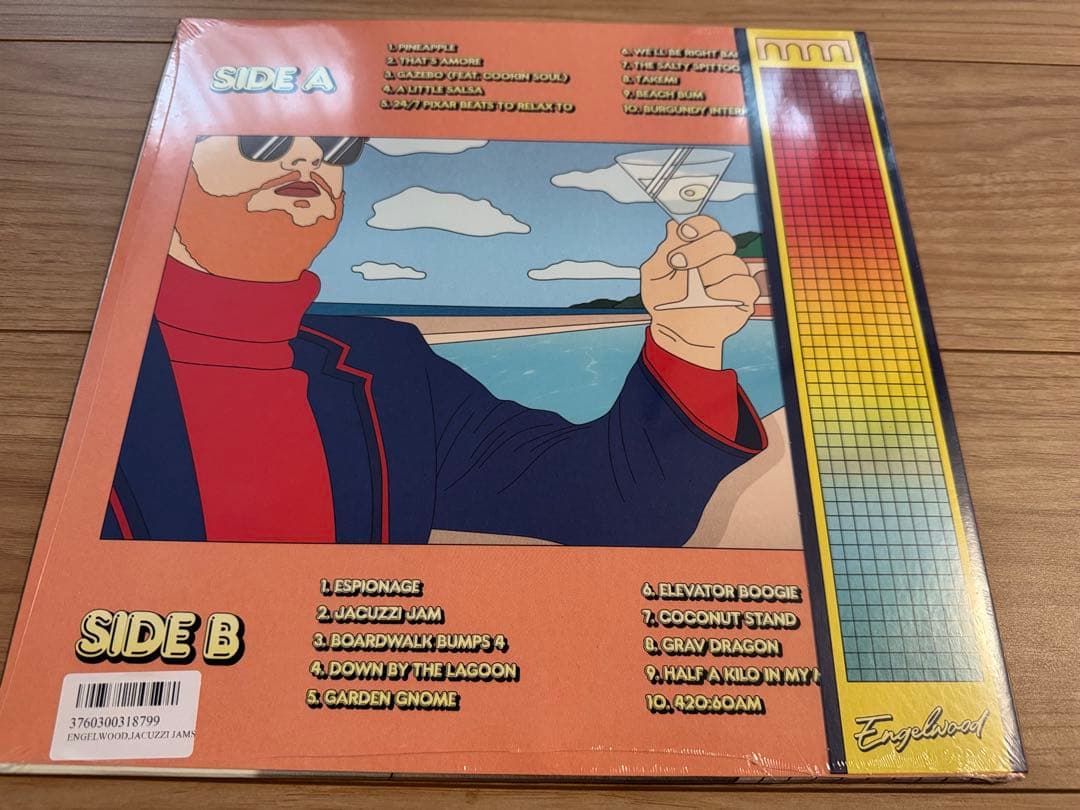 SIDE A
1. PINEAPPLE
2. THAT'S AMORE
3. GAZEBO (FEAT. COOKIN SOUL)
4. A LITTLE SALSA
5. 24/7 PIXAR BEATS TO RELAX TO
6. WE'LL BE RIGHT
7. THE SALTY SPITTOO
8. TAKEMI
9. BEACH BUM
10. BURGUNDY
SIDE B
1. ESPIONAGE
2. JACUZZI JAM
3. BOARDWALK BUMPS 4
4. DOWN BY THE LAGOON
5. GARDEN GNOME
6. ELEVATOR BOOGIE
7. COCONUT STAND
8. GRAV DRAGON
9. HALF A KILO IN MY
10. 420:60AM
3760300318799
ENGELWOOD,JACUZZI JAMS
Engelwood